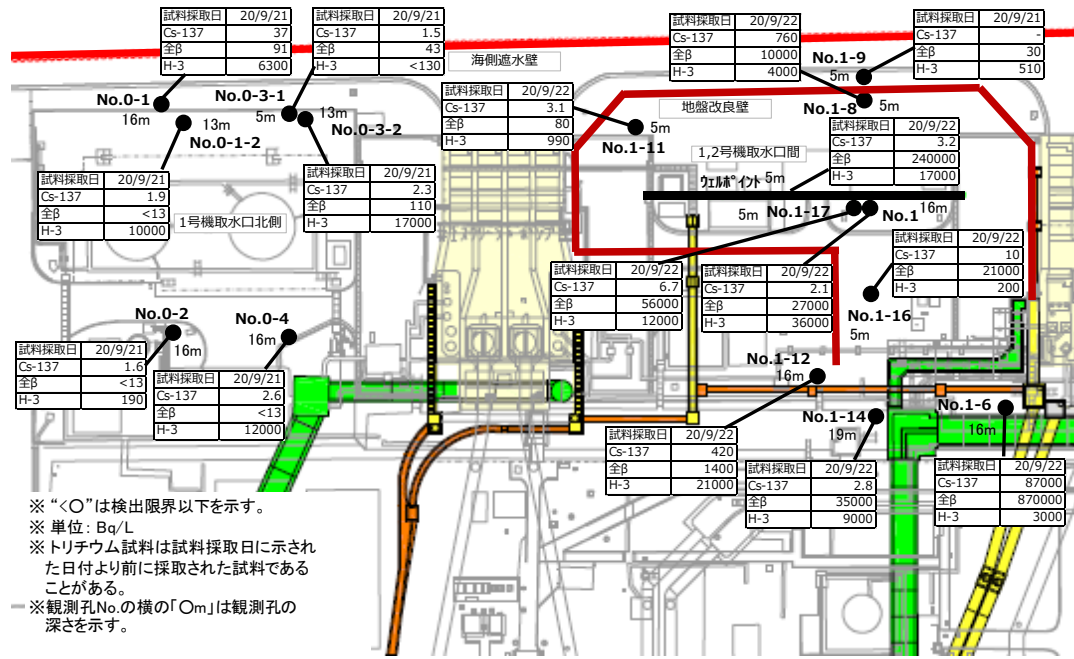 試料採取日 20/9/21
Cs-137 37
全β 91
H-3 6300
試料採取日 20/9/21
Cs-137 1.5
全β 43
H-3 <130
海側遮水壁
試料採取日 20/9/22
Cs-137 760
全β 10000
H-3 4000
試料採取日 20/9/21
Cs-137 -
全β 30
H-3 510
No.1-9
5m
No.1-8
5m
No.0-1
16m
13m
No.0-1-2
No.0-3-1
5m
13m
No.0-3-2
試料採取日 20/9/22
Cs-137 3.1
全β 80
H-3 990
5m
No.1-11
地盤改良壁
1,2号機取水口間
試料採取日 20/9/22
Cs-137 3.2
全β 240000
H-3 17000
ウェルポイント 5m
試料採取日 20/9/21
Cs-137 1.9
全β <13
H-3 10000
1号機取水口北側
試料採取日 20/9/21
Cs-137 2.3
全β 110
H-3 17000
5m No.1-17
No.1
16m
試料採取日 20/9/22
Cs-137 10
全β 21000
H-3 200
試料採取日 20/9/22
Cs-137 6.7
全β 56000
H-3 12000
試料採取日 20/9/22
Cs-137 2.1
全β 27000
H-3 36000
No.1-16
5m
No.0-2
16m
No.0-4
16m
試料採取日 20/9/21
Cs-137 1.6
全β <13
H-3 190
試料採取日 20/9/21
Cs-137 2.6
全β <13
H-3 12000
No.1-12
16m
No.1-14
19m
No.1-6
16m
試料採取日 20/9/22
Cs-137 420
全β 1400
H-3 21000
試料採取日 20/9/22
Cs-137 2.8
全β 35000
H-3 9000
試料採取日 20/9/22
Cs-137 87000
全β 870000
H-3 3000
※ “<○”は検出限界以下を示す。
※ 単位: Bq/L
※トリチウム試料は試料採取日に示され
た日付より前に採取された試料である
ことがある。
※観測孔No.の横の「○m」は観測孔の
深さを示す。